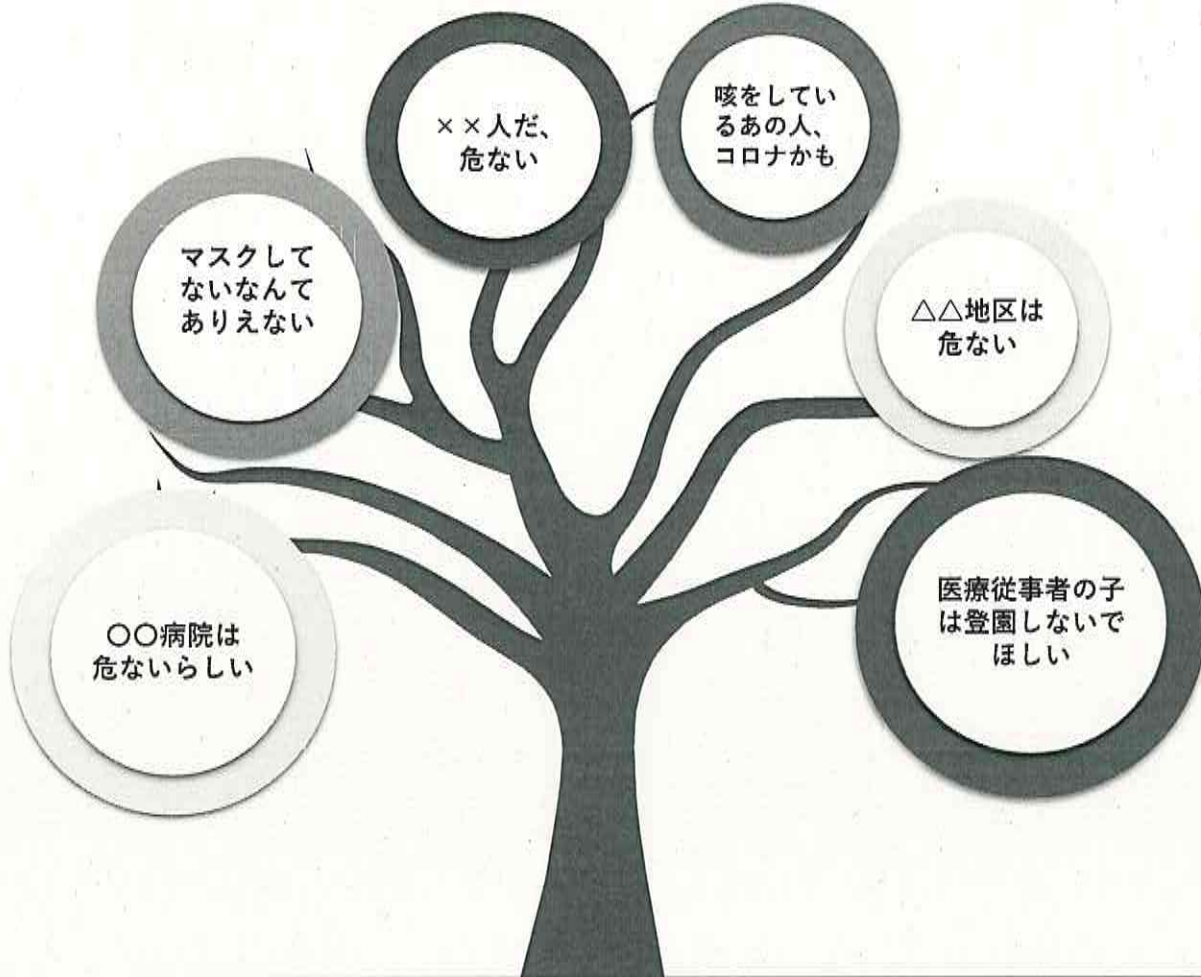 ××人だ、
危ない
咳をしてい
るあの人、
コロナかも
マスクして
ないなんて
ありえない
△△地区は
危ない
〇〇病院は
危ないらしい
医療従事者の子
は登園しないで
ほしい